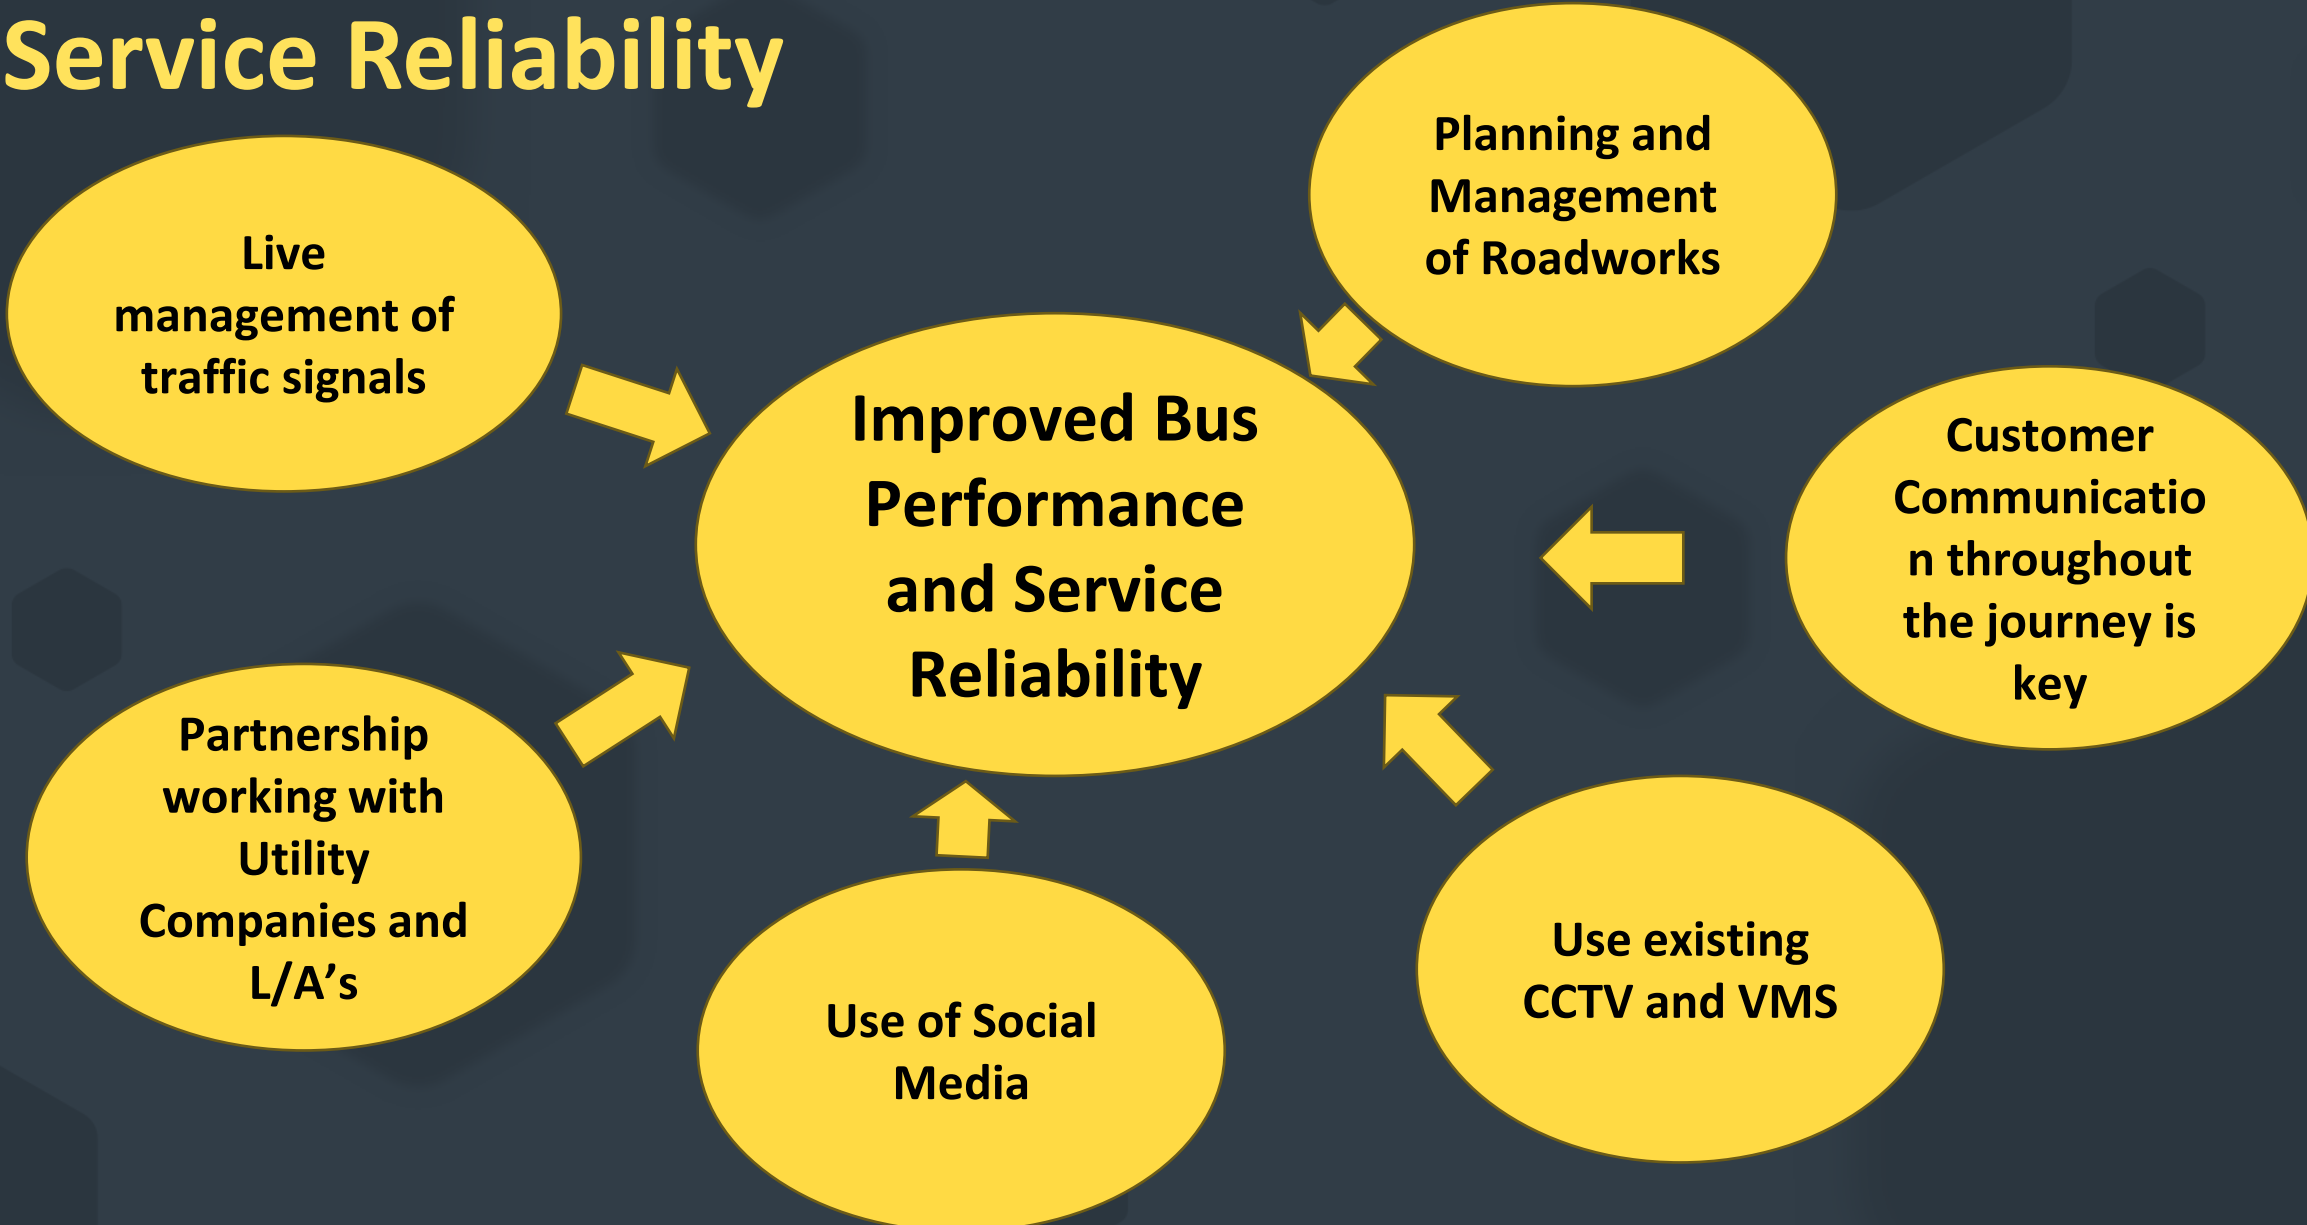 Service Reliability
Live
management of
traffic signals
Planning and
Management
of Roadworks
Improved Bus
Performance
and Service
Reliability
Customer
Communicatio
n throughout
the journey is
key
Partnership
working with
Utility
Companies and
L/A’s
Use of Social
Media
Use existing
CCTV and VMS